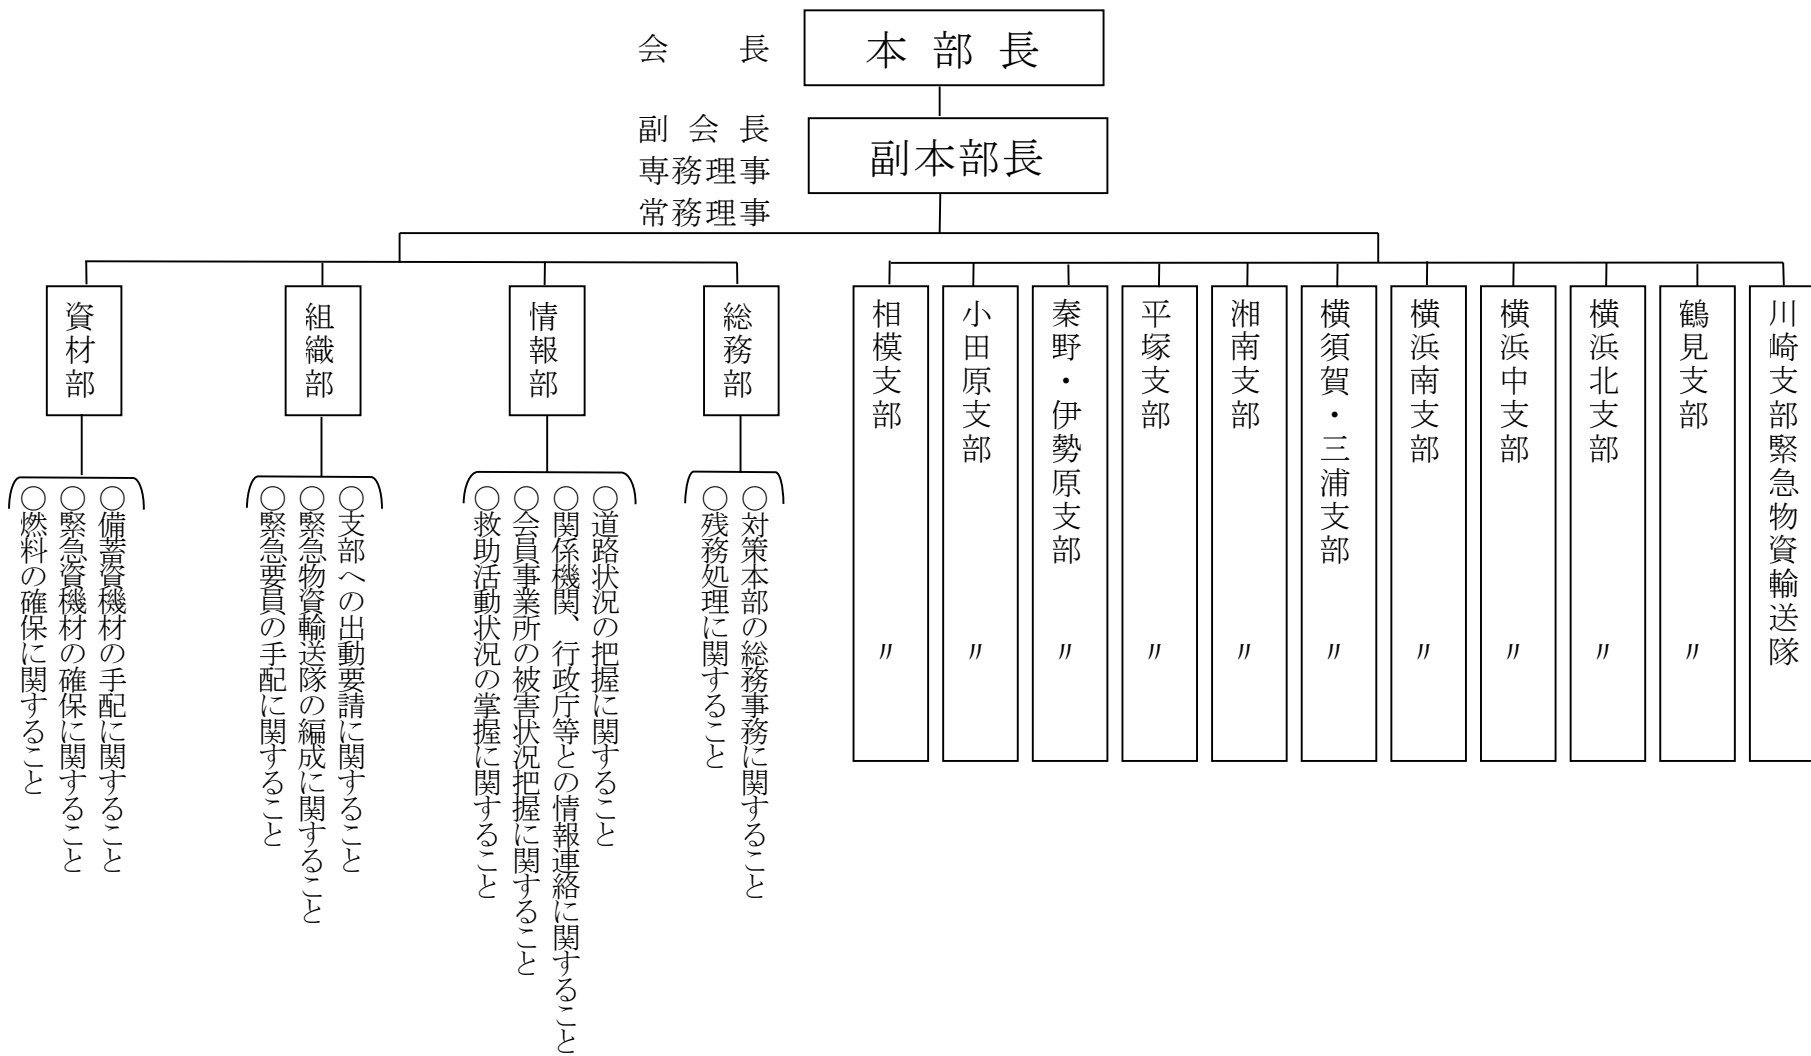 会長
本部長
副会長
専務理事
常務理事
副本部長
川崎支部緊急物資輸送隊
鶴見支部 〃
横浜北支部 〃
横浜中支部 〃
横浜南支部 〃
横須賀・三浦支部 〃
湘南支部 〃
平塚支部 〃
秦野・伊勢原支部 〃
小田原支部 〃
相模支部 〃
総務部
○対策本部の総務事務に関すること
○残務処理に関すること
情報部
○道路状況の把握に関すること
○関係機関、行政庁等との情報連絡に関すること
○会員事業所の被害状況把握に関すること
○救助活動状況の掌握に関すること
組織部
○支部への出動要請に関すること
○緊急物資輸送隊の編成に関すること
○緊急要員の手配に関すること
資材部
○備蓄資機材の手配に関すること
○緊急資機材の確保に関すること
○燃料の確保に関すること